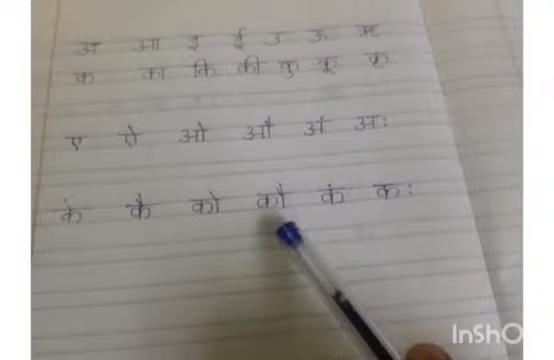 अ आ इ ई उ ऊ ऋ
क का कि की कु कू कृ
ए ऐ ओ औ अं अः
के कै को कौ कं कः
InShO